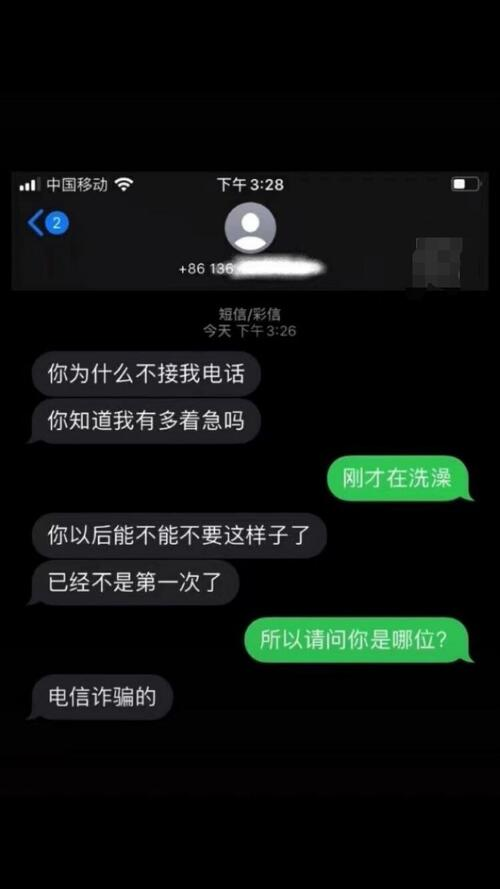 中国移动
下午3:28
2
+86 136
短信/彩信
今天 下午3:26
你为什么不接我电话
你知道我有多着急吗
刚才在洗澡
你以后能不能不要这样子了
已经不是第一次了
所以请问你是哪位?
电信诈骗的